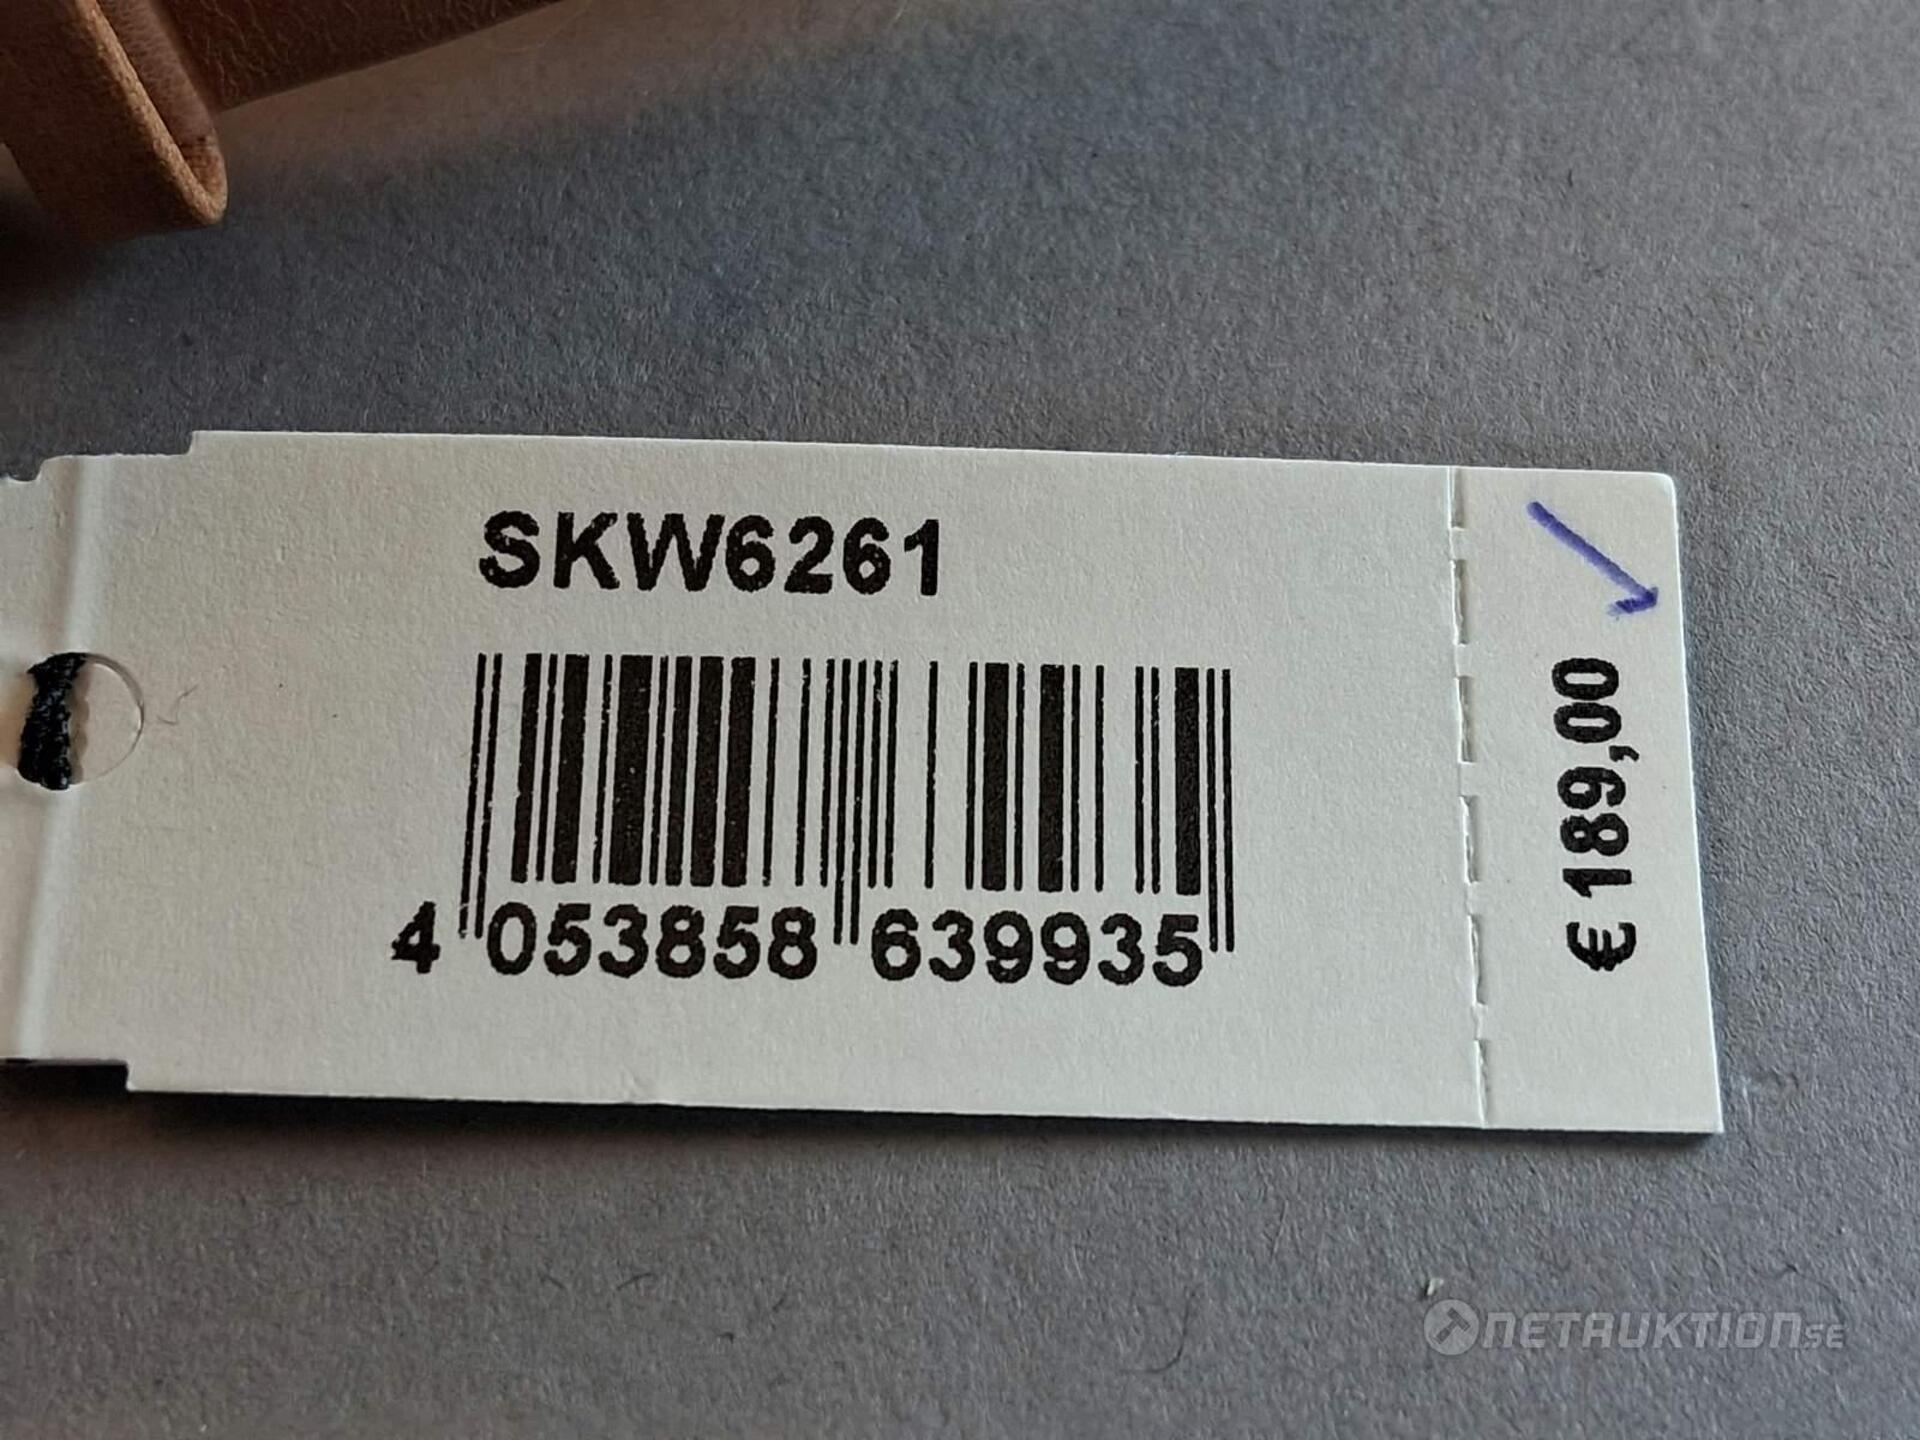 SKW6261
4 053858 639935
€ 189,00
NETAUKTION.SE